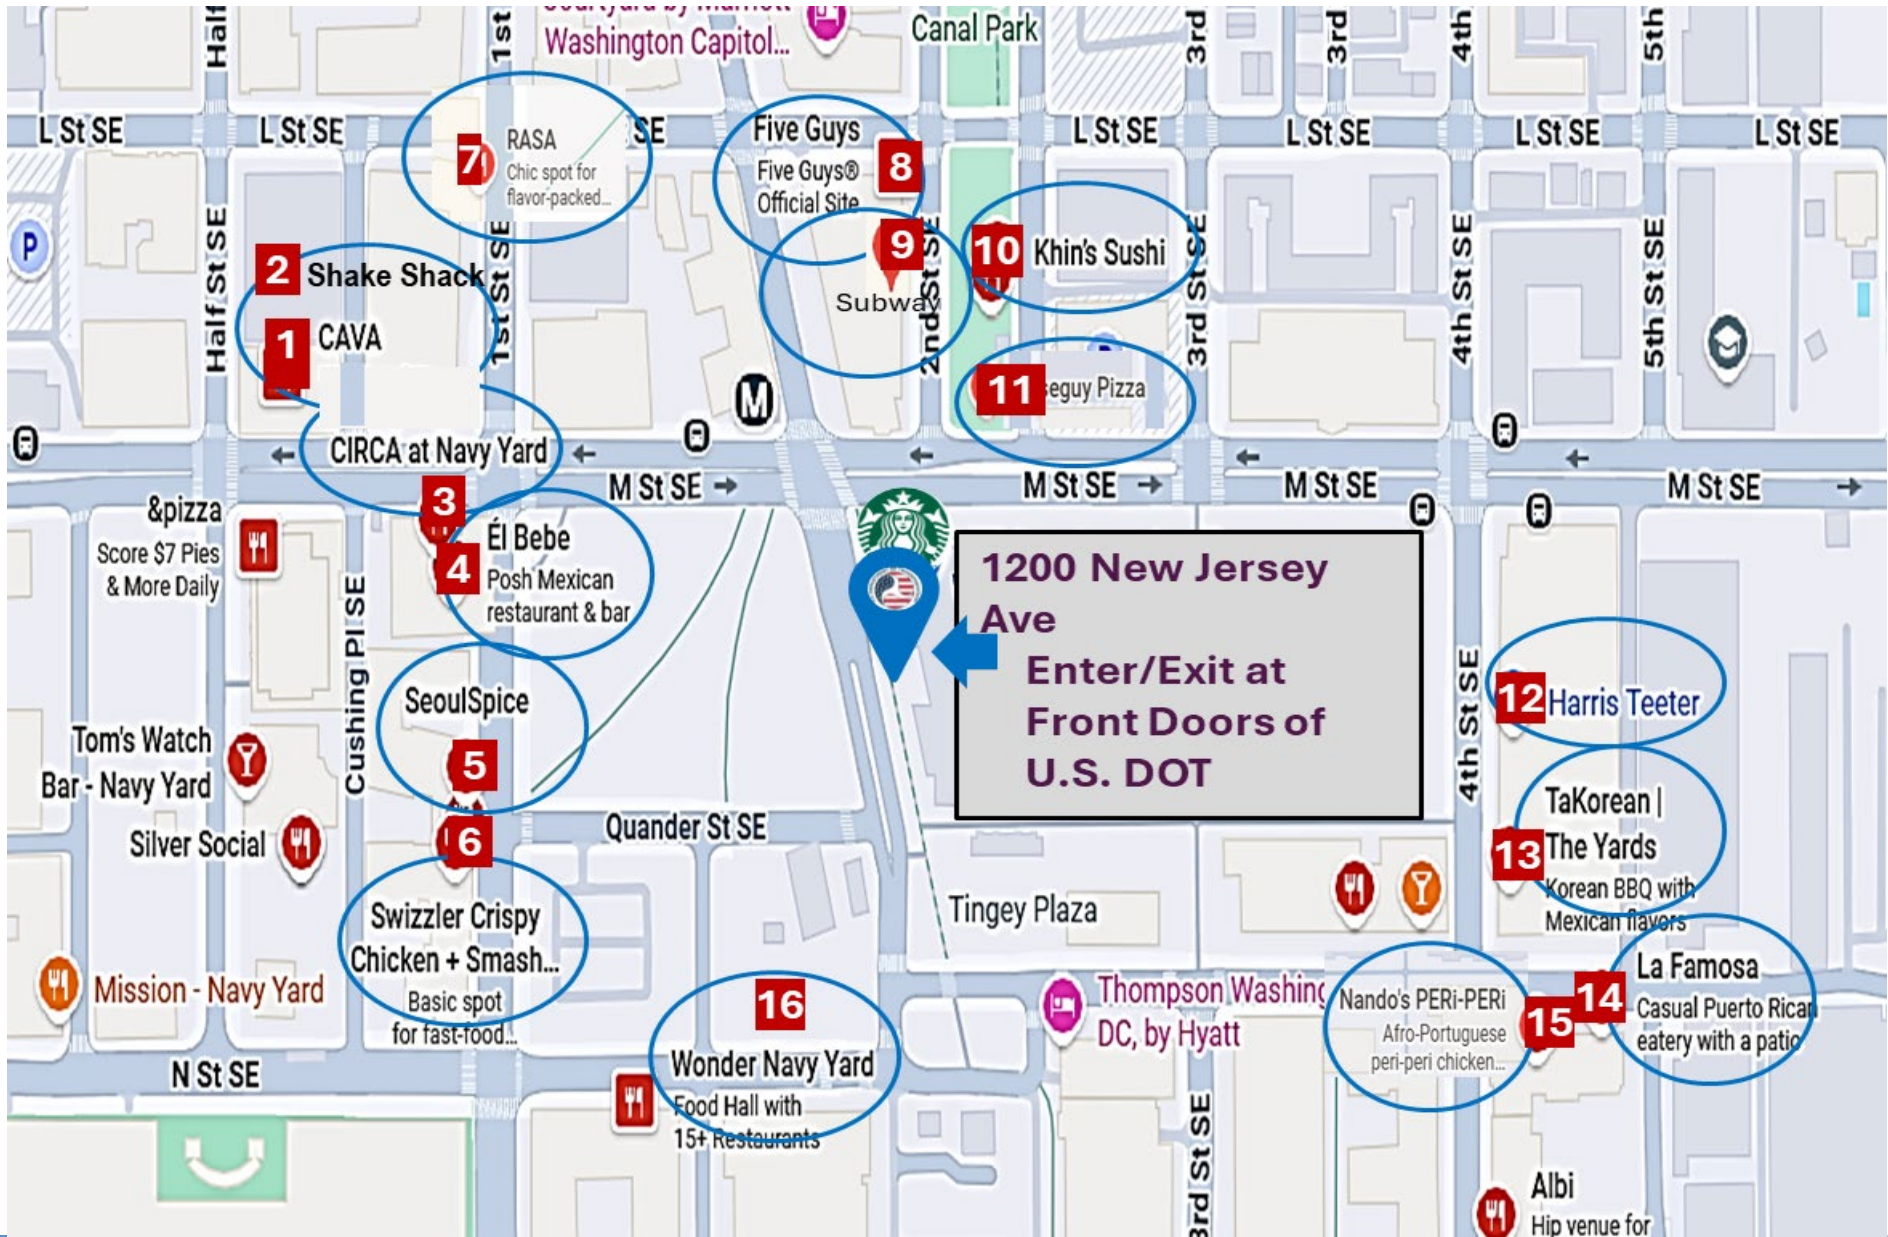 Washington Capitol...
Canal Park
Half
1st
3rd
3rd
4th
5th
L St SE
L St SE
SE
L St SE
L St SE
L St SE
L St SE
7
RASA
Chic spot for
flavor-packed...
Five Guys
Five Guys®
Official Site
8
9
Subway
10
Khin's Sushi
P
2
Shake Shack
1
CAVA
Half St SE
1st St SE
2nd St SE
3rd St SE
4th St SE
5th St SE
M
11
seguy Pizza
CIRCA at Navy Yard
3
M St SE
M St SE
M St SE
M St SE
&pizza
Score $7 Pies
& More Daily
4
Él Bebe
Posh Mexican
restaurant & bar
1200 New Jersey
Ave
Enter/Exit at
Front Doors of
U.S. DOT
Cushing Pl SE
4th St SE
SeoulSpice
5
6
Tom's Watch
Bar - Navy Yard
Silver Social
Quander St SE
12
Harris Teeter
13
TaKorean |
The Yards
Korean BBQ with
Mexican flavors
Swizzler Crispy
Chicken + Smash...
Basic spot
for fast-food...
Tingey Plaza
Mission - Navy Yard
16
Wonder Navy Yard
Food Hall with
15+ Restaurants
Thompson Washing
DC, by Hyatt
Nando's PERi-PERi
Afro-Portuguese
peri-peri chicken...
15
14
La Famosa
Casual Puerto Rican
eatery with a patio
N St SE
3rd St SE
Albi
Hip venue for